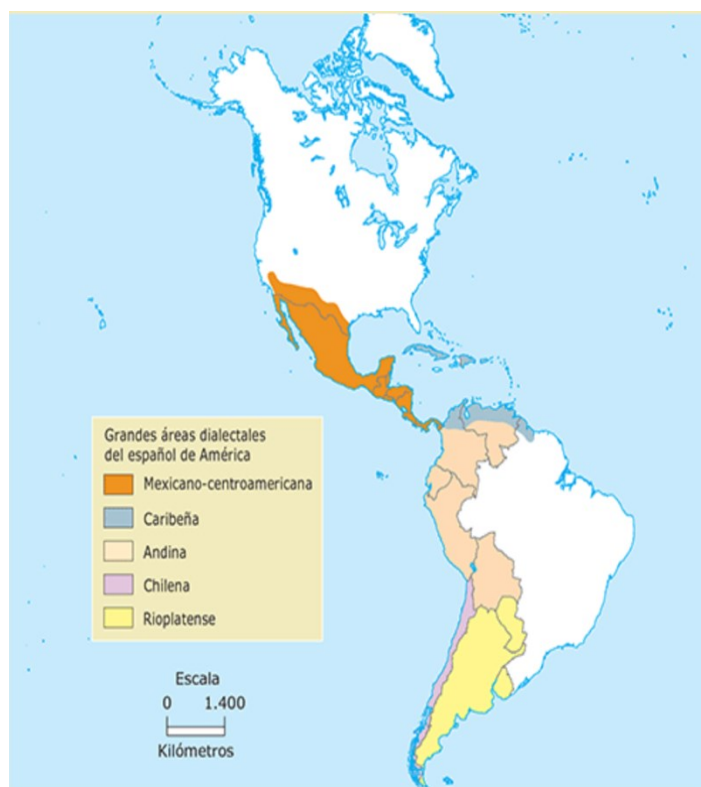 Grandes áreas dialectales
del español de América
Mexicano-centroamericana
Caribeña
Andina
Chilena
Rioplatense
Escala
0 1.400
Kilómetros